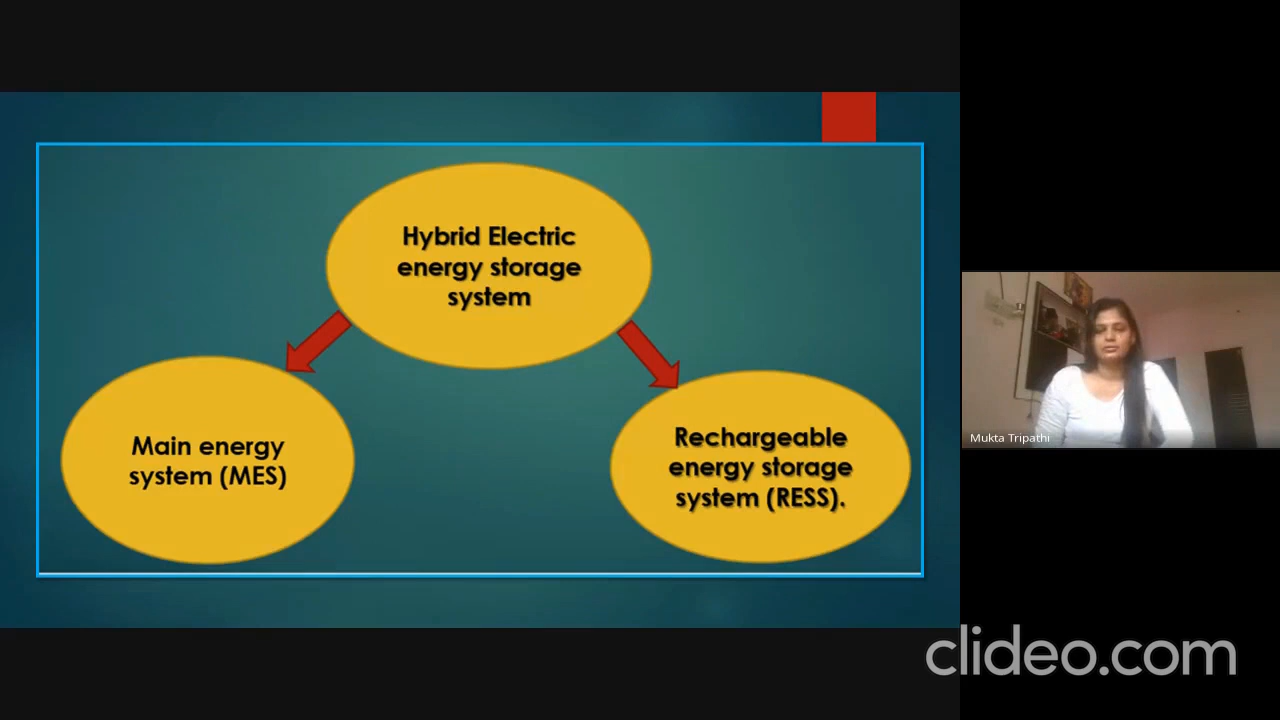 Hybrid Electric
energy storage
system
Main energy
system (MES)
Rechargeable
energy storage
system (RESS).
Mukta Tripathi
clideo.com